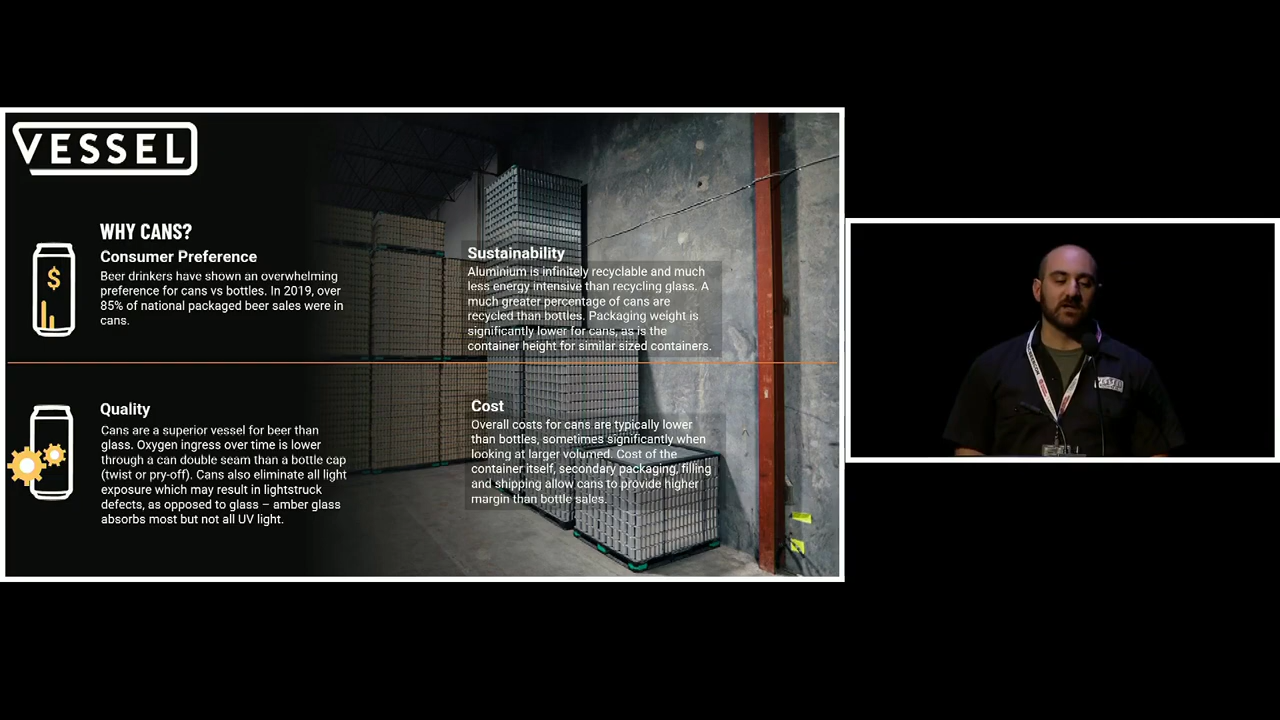 VESSEL
WHY CANS?
Consumer Preference
Beer drinkers have shown an overwhelming
preference for cans vs bottles. In 2019, over
85% of national packaged beer sales were in
cans.
$
Quality
Cans are a superior vessel for beer than
glass. Oxygen ingress over time is lower
through a can double seam than a bottle cap
(twist or pry-off). Cans also eliminate all light
exposure which may result in lightstruck
defects, as opposed to glass – amber glass
absorbs most but not all UV light.
Sustainability
Aluminium is infinitely recyclable and much
less energy intensive than recycling glass. A
much greater percentage of cans are
recycled than bottles. Packaging weight is
significantly lower for cans, as is the
container height for similar sized containers.
Cost
Overall costs for cans are typically lower
than bottles, sometimes significantly when
looking at larger volumed. Cost of the
container itself, secondary packaging, filling
and shipping allow cans to provide higher
margin than bottle sales.
VESSEL